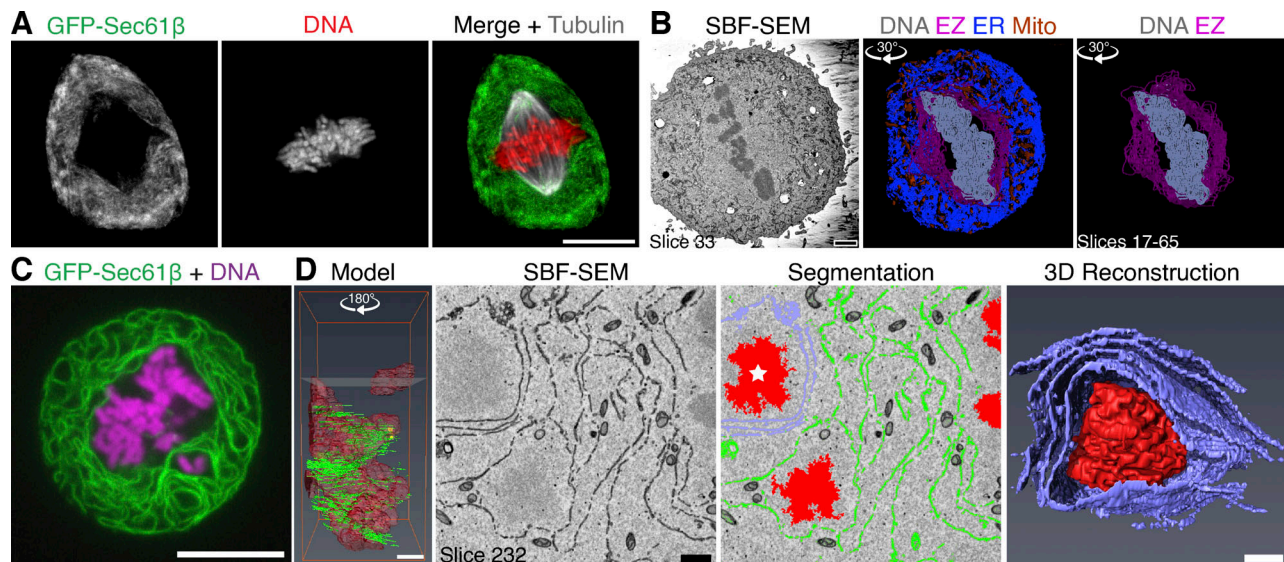 A GFP-Sec61β DNA Merge + Tubulin
B SBF-SEM DNA EZ ER Mito DNA EZ
30° 30°
Slice 33 Slices 17-65
C GFP-Sec61β + DNA D Model SBF-SEM Segmentation 3D Reconstruction
180°
Slice 232